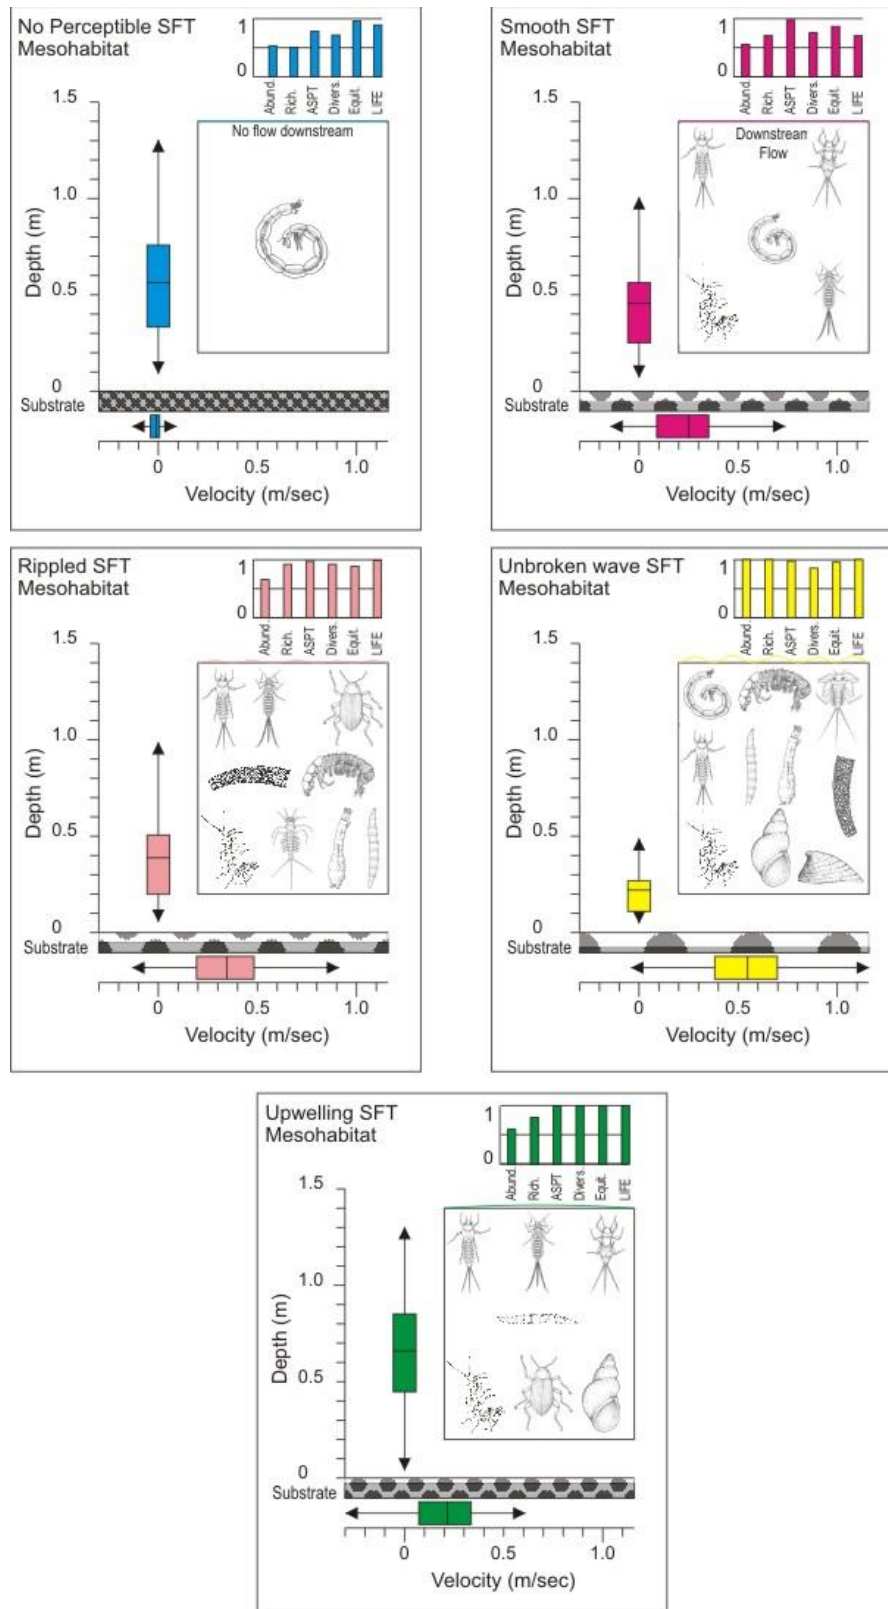 No Perceptible SFT
Mesohabitat
1
0
Abund.
Rich.
ASPT
Divers.
Equit.
LIFE
No flow downstream
1.5
1.0
0.5
0
Depth (m)
Substrate
0 0.5 1.0
Velocity (m/sec)
Smooth SFT
Mesohabitat
1
0
Abund.
Rich.
ASPT
Divers.
Equit.
LIFE
Downstream
Flow
1.5
1.0
0.5
0
Depth (m)
Substrate
0 0.5 1.0
Velocity (m/sec)
Rippled SFT
Mesohabitat
1
0
Abund.
Rich.
ASPT
Divers.
Equit.
LIFE
1.5
1.0
0.5
0
Depth (m)
Substrate
0 0.5 1.0
Velocity (m/sec)
Unbroken wave SFT
Mesohabitat
1
0
Abund.
Rich.
ASPT
Divers.
Equit.
LIFE
1.5
1.0
0.5
0
Depth (m)
Substrate
0 0.5 1.0
Velocity (m/sec)
Upwelling SFT
Mesohabitat
1
0
Abund.
Rich.
ASPT
Divers.
Equit.
LIFE
1.5
1.0
0.5
0
Depth (m)
Substrate
0 0.5 1.0
Velocity (m/sec)